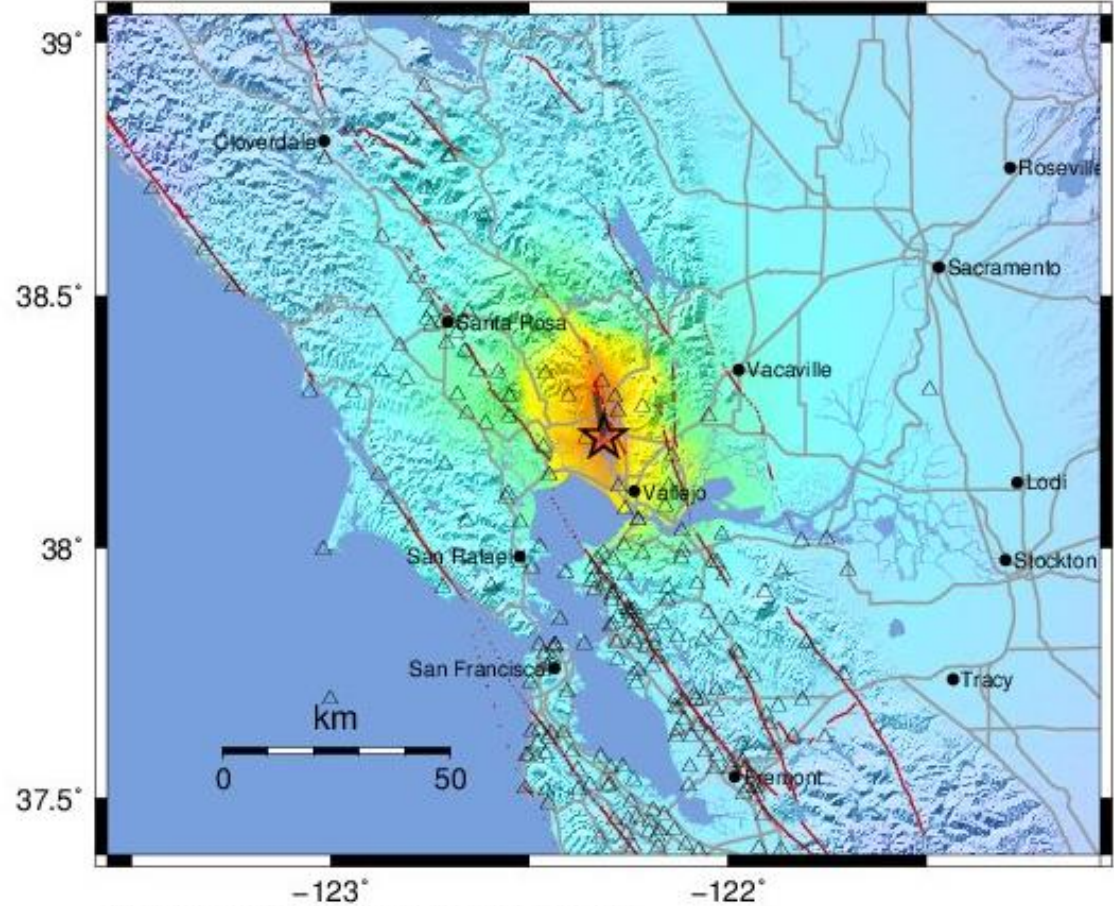 39°
Cloverdale
Roseville
38.5°
Sacramento
Santa Rosa
Vacaville
Vallejo
Lodi
38°
San Rafael
Stockton
San Francisco
Tracy
km
0 50
Fremont
37.5°
−123° −122°